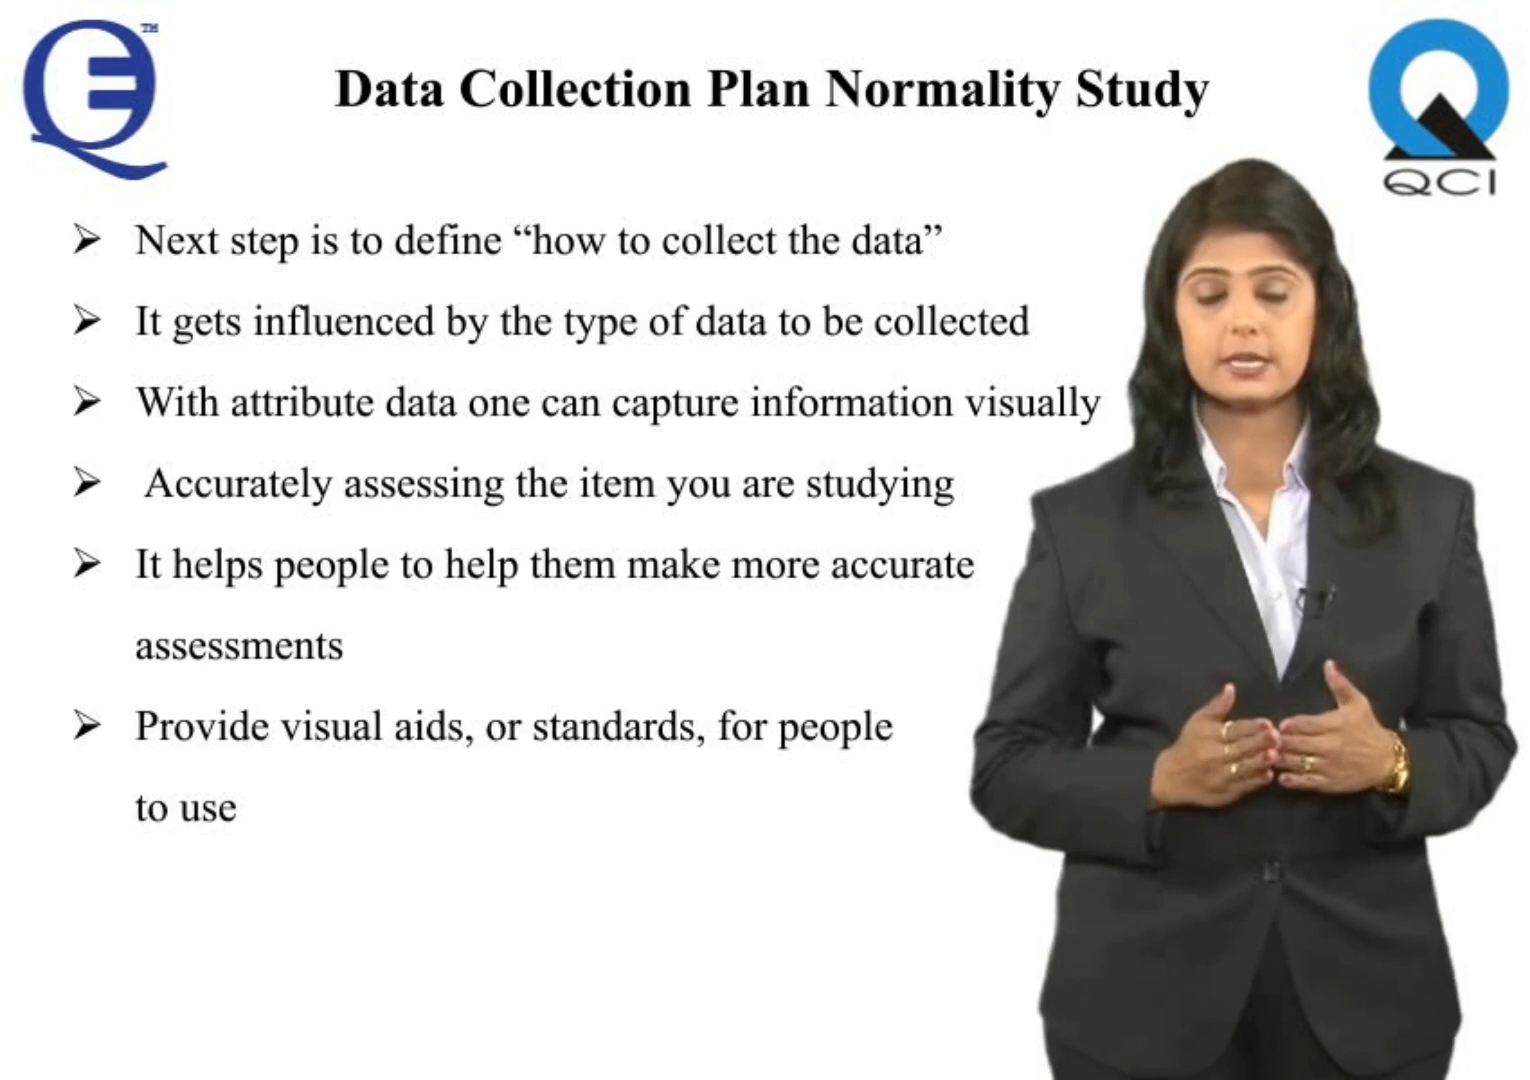 TM
Data Collection Plan Normality Study
QCI
Next step is to define “how to collect the data”
It gets influenced by the type of data to be collected
With attribute data one can capture information visually
Accurately assessing the item you are studying
It helps people to help them make more accurate
assessments
Provide visual aids, or standards, for people
to use